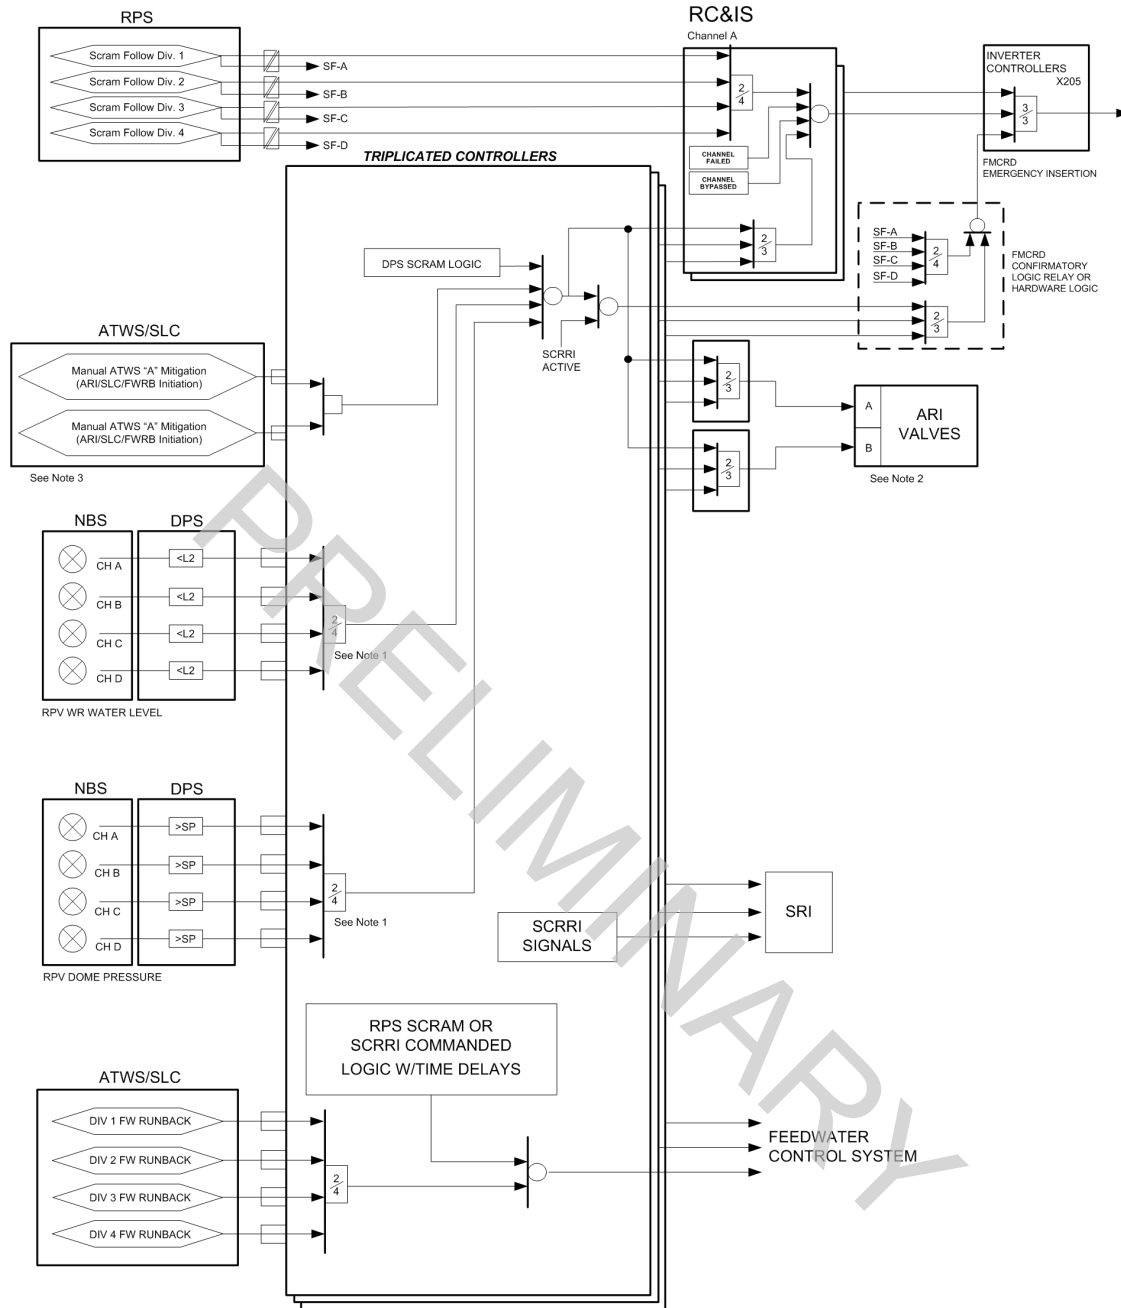 RPS
Scram Follow Div. 1
Scram Follow Div. 2
Scram Follow Div. 3
Scram Follow Div. 4
SF-A
SF-B
SF-C
SF-D
RC&IS
Channel A
2/4
CHANNEL
FAILED
CHANNEL
BYPASSED
2/3
INVERTER
CONTROLLERS
X205
3/3
FMCRD
EMERGENCY INSERTION
SF-A
SF-B
SF-C
SF-D
2/4
2/3
FMCRD
CONFIRMATORY
LOGIC RELAY OR
HARDWARE LOGIC
TRIPLICATED CONTROLLERS
DPS SCRAM LOGIC
SCRRI
ACTIVE
ATWS/SLC
Manual ATWS “A” Mitigation
(ARI/SLC/FWRB Initiation)
Manual ATWS “A” Mitigation
(ARI/SLC/FWRB Initiation)
See Note 3
2/3
2/3
A
B
ARI
VALVES
See Note 2
NBS
DPS
CH A
<L2
CH B
<L2
CH C
<L2
CH D
<L2
2/4
See Note 1
RPV WR WATER LEVEL
NBS
DPS
CH A
>SP
CH B
>SP
CH C
>SP
CH D
>SP
2/4
See Note 1
RPV DOME PRESSURE
SCRRI
SIGNALS
SRI
RPS SCRAM OR
SCRRI COMMANDED
LOGIC W/TIME DELAYS
ATWS/SLC
DIV 1 FW RUNBACK
DIV 2 FW RUNBACK
DIV 3 FW RUNBACK
DIV 4 FW RUNBACK
2/4
FEEDWATER
CONTROL SYSTEM
PRELIMINARY